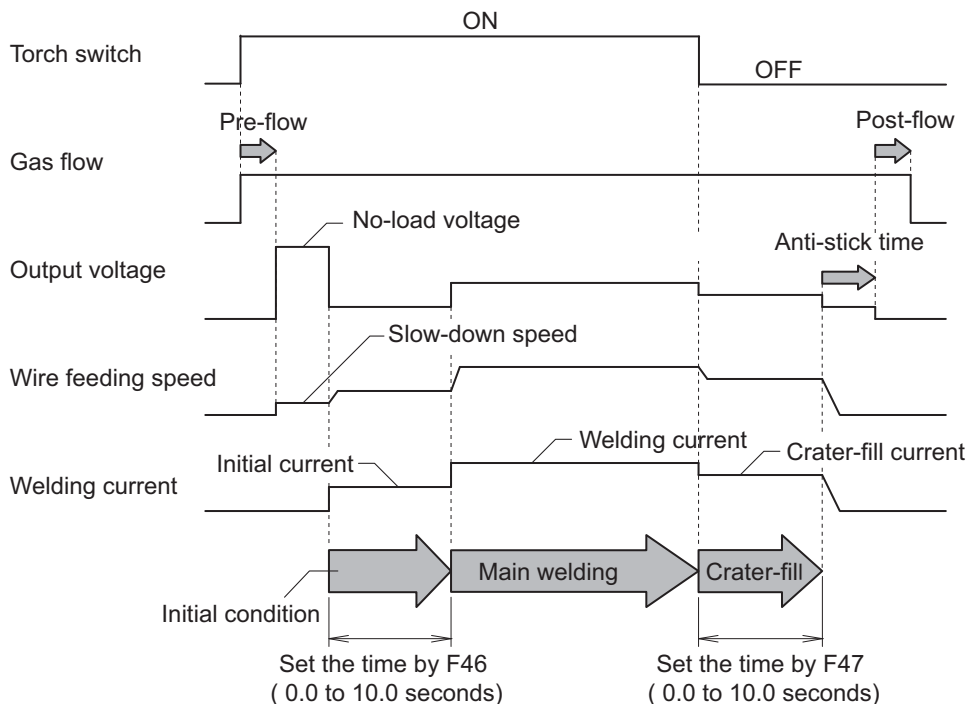 ON
Torch switch
OFF
Pre-flow
Post-flow
Gas flow
No-load voltage
Anti-stick time
Output voltage
Slow-down speed
Wire feeding speed
Welding current
Initial current
Crater-fill current
Welding current
Main welding
Crater-fill
Initial condition
Set the time by F46
( 0.0 to 10.0 seconds)
Set the time by F47
( 0.0 to 10.0 seconds)